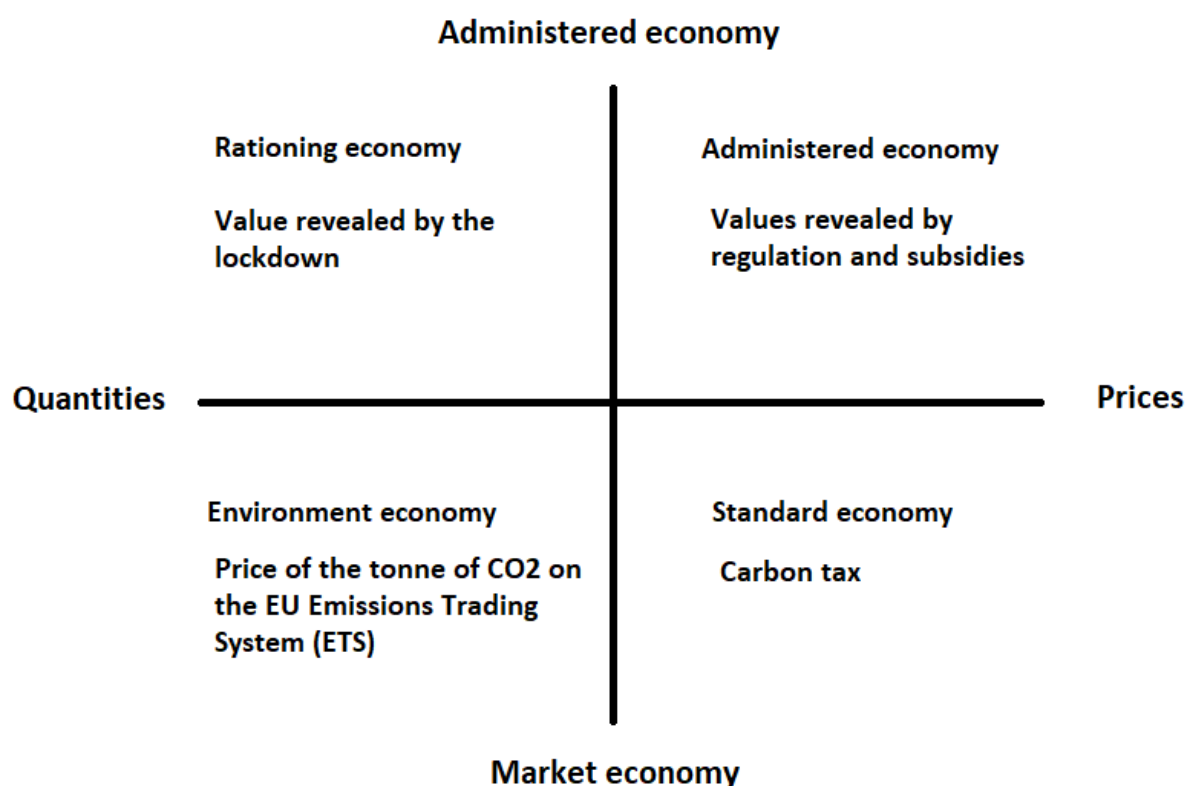 Administered economy
Rationing economy
Value revealed by the
lockdown
Administered economy
Values revealed by
regulation and subsidies
Quantities
Prices
Environment economy
Price of the tonne of CO2 on
the EU Emissions Trading
System (ETS)
Standard economy
Carbon tax
Market economy